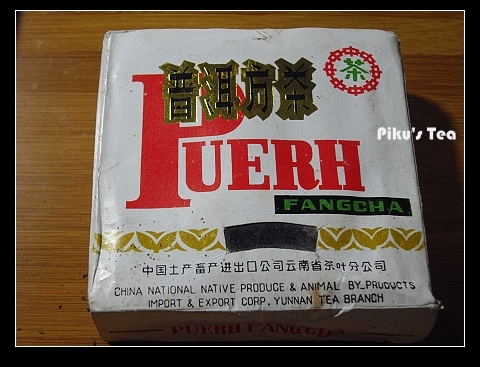 普洱方茶
茶
Piku's Tea
PUERH
FANGCHA
中国土产畜产进出口公司云南省茶叶分公司
CHINA NATIONAL NATIVE PRODUCE & ANIMAL BY_PRODUCTS
IMPORT & EXPORT CORP. YUNNAN TEA BRANCH
PUERH FANGCHA